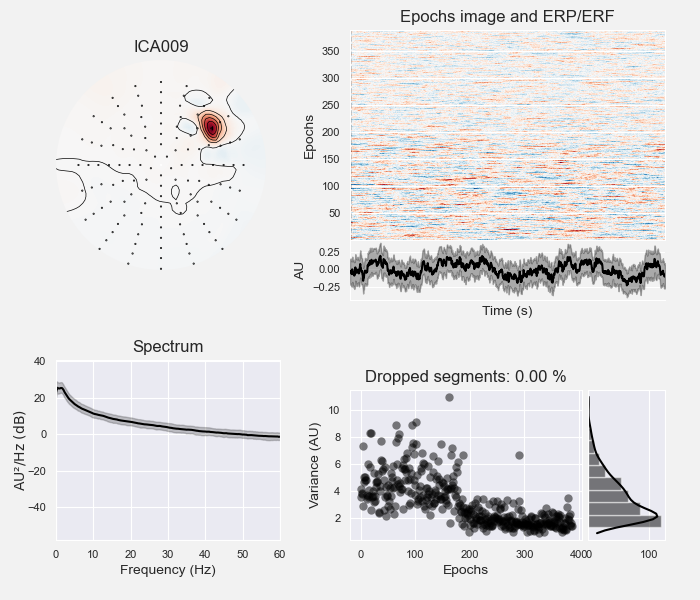 ICA009
Epochs image and ERP/ERF
Epochs
350
300
250
200
150
100
50
AU
0.25
0.00
−0.25
Time (s)
Spectrum
AU²/Hz (dB)
40
20
0
−20
−40
0 10 20 30 40 50 60
Frequency (Hz)
Dropped segments: 0.00 %
Variance (AU)
10
8
6
4
2
0 100 200 300 400
Epochs
0 100